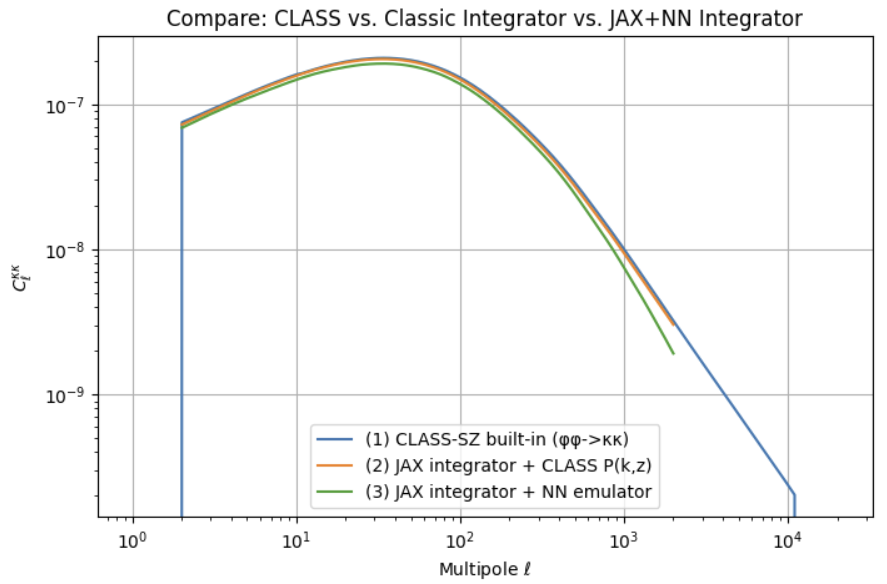 Compare: CLASS vs. Classic Integrator vs. JAX+NN Integrator
10⁻⁷
10⁻⁸
10⁻⁹
C_ℓ^κκ
(1) CLASS-SZ built-in (φφ->κκ)
(2) JAX integrator + CLASS P(k,z)
(3) JAX integrator + NN emulator
10⁰ 10¹ 10² 10³ 10⁴
Multipole ℓ